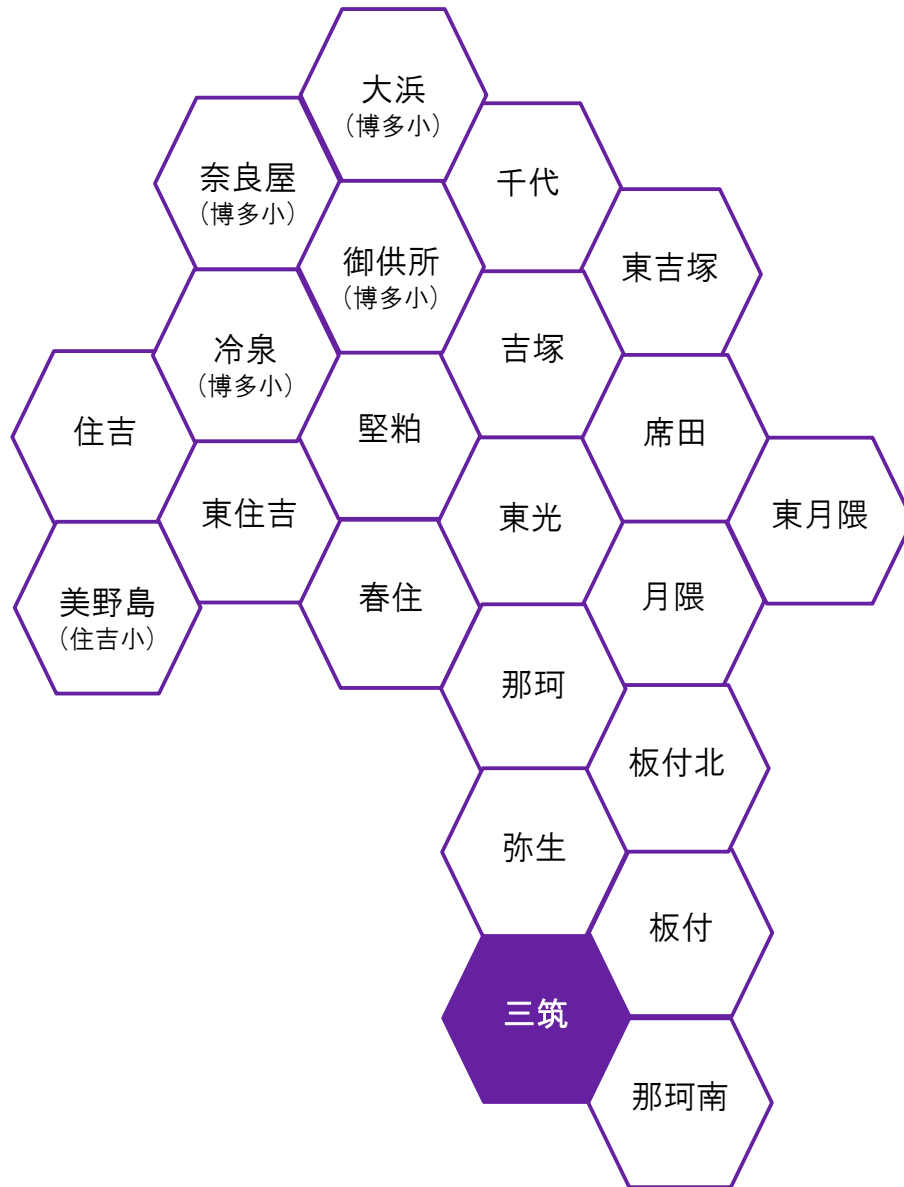 大浜
（博多小）
奈良屋
（博多小）
千代
御供所
（博多小）
東吉塚
冷泉
（博多小）
吉塚
住吉
堅粕
席田
東住吉
東光
東月隈
美野島
（住吉小）
春住
月隈
那珂
板付北
弥生
板付
三筑
那珂南